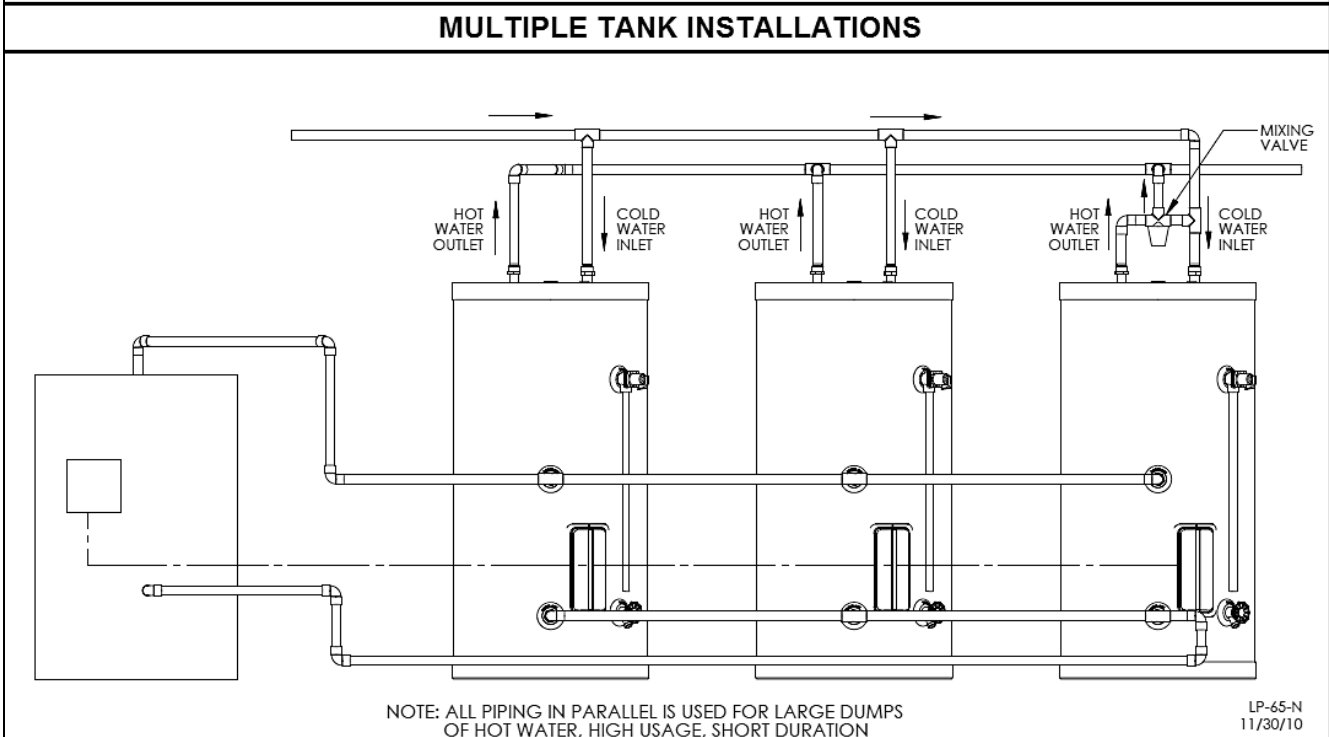 MULTIPLE TANK INSTALLATIONS
MIXING
VALVE
HOT
WATER
OUTLET
COLD
WATER
INLET
HOT
WATER
OUTLET
COLD
WATER
INLET
HOT
WATER
OUTLET
COLD
WATER
INLET
NOTE: ALL PIPING IN PARALLEL IS USED FOR LARGE DUMPS
OF HOT WATER, HIGH USAGE, SHORT DURATION
LP-65-N
11/30/10